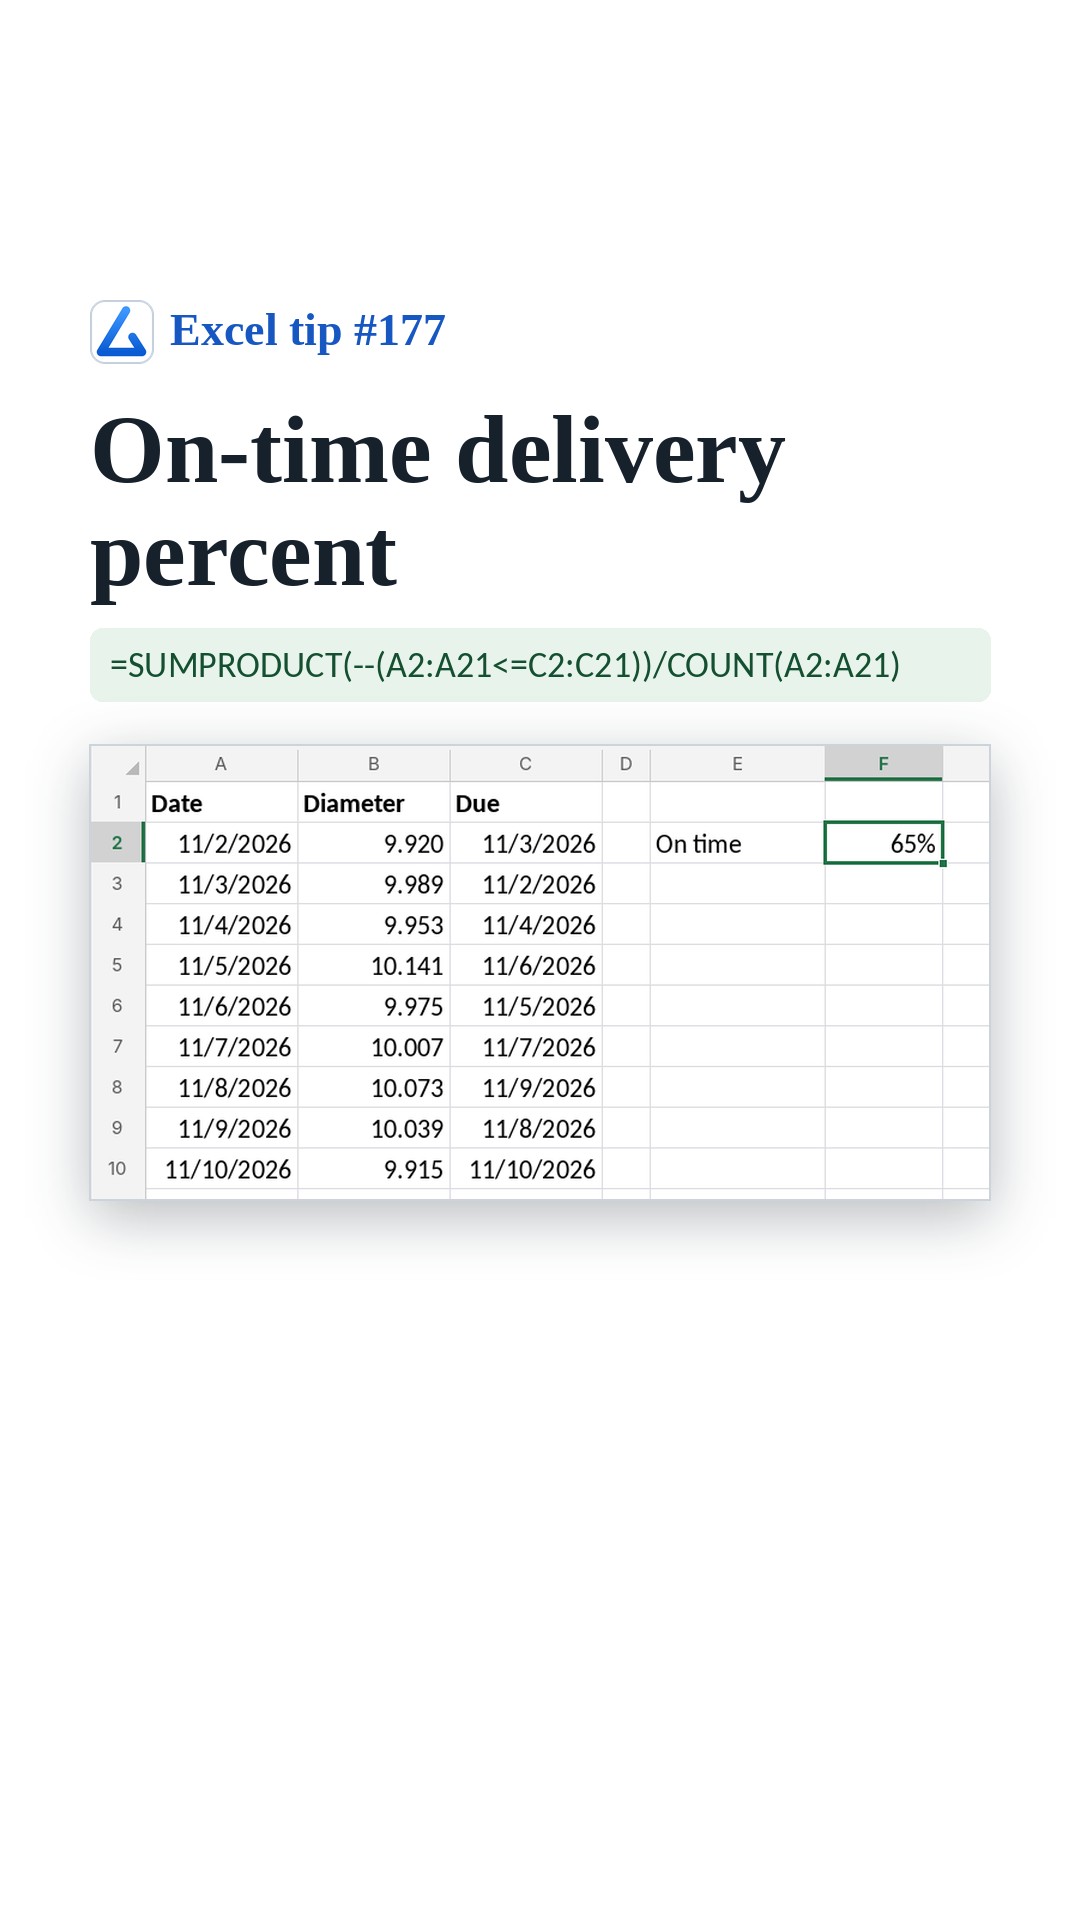 Excel tip #177
On-time delivery
percent
=SUMPRODUCT(--(A2:A21<=C2:C21))/COUNT(A2:A21)
A B C D E F
1 Date Diameter Due
2 11/2/2026 9.920 11/3/2026 On time 65%
3 11/3/2026 9.989 11/2/2026
4 11/4/2026 9.953 11/4/2026
5 11/5/2026 10.141 11/6/2026
6 11/6/2026 9.975 11/5/2026
7 11/7/2026 10.007 11/7/2026
8 11/8/2026 10.073 11/9/2026
9 11/9/2026 10.039 11/8/2026
10 11/10/2026 9.915 11/10/2026